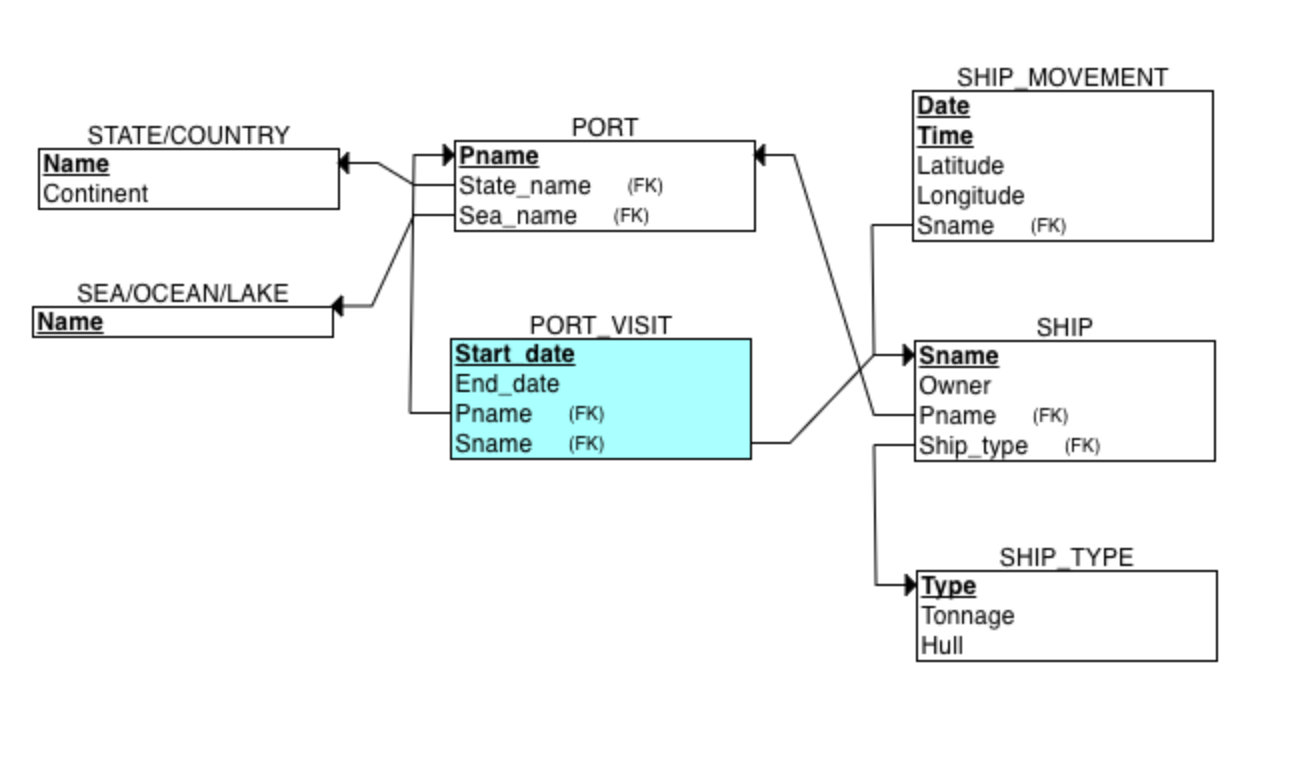 STATE/COUNTRY
Name
Continent
SEA/OCEAN/LAKE
Name
PORT
Pname
State_name (FK)
Sea_name (FK)
PORT_VISIT
Start_date
End_date
Pname (FK)
Sname (FK)
SHIP_MOVEMENT
Date
Time
Latitude
Longitude
Sname (FK)
SHIP
Sname
Owner
Pname (FK)
Ship_type (FK)
SHIP_TYPE
Type
Tonnage
Hull